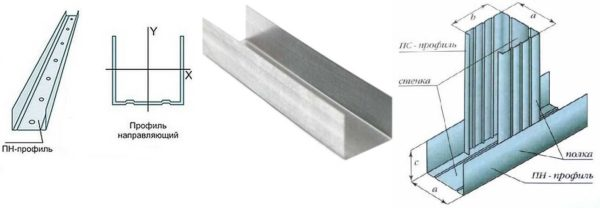 ПН-профиль
Y
X
Профиль
направляющий
b
a
ПС-профиль
стенка
полка
c
ПН - профиль
a